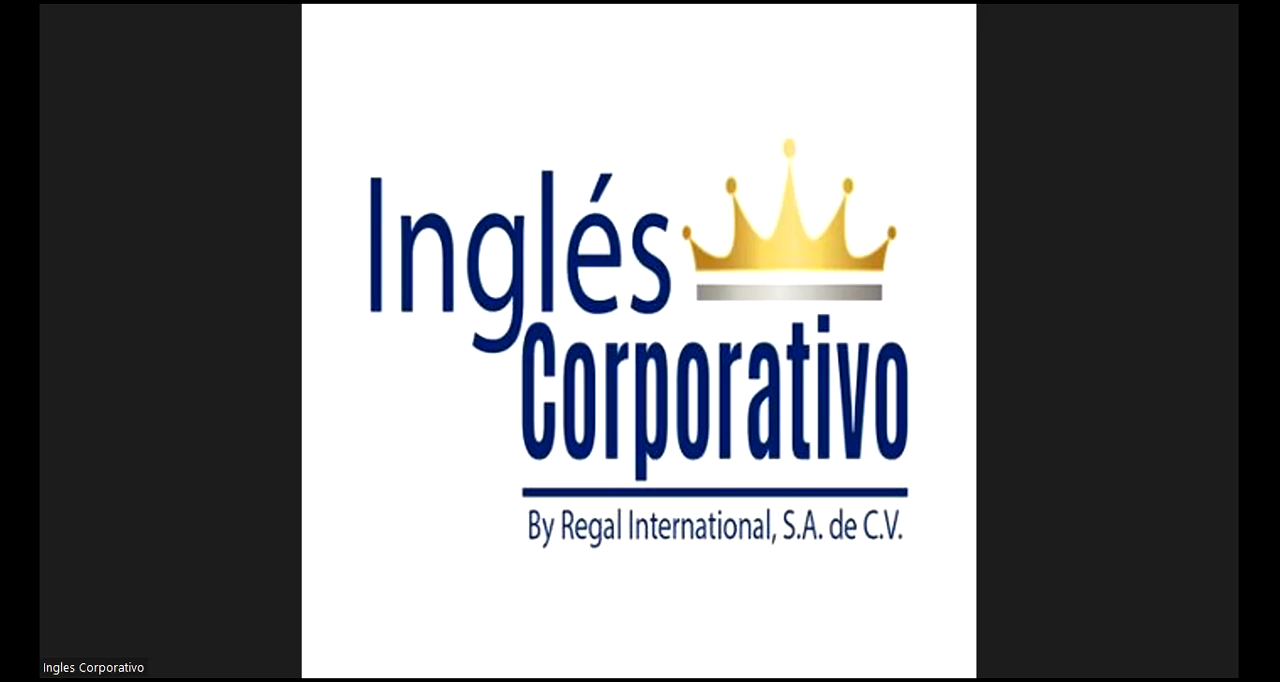 Inglés
Corporativo
By Regal International, S.A. de C.V.
Ingles Corporativo